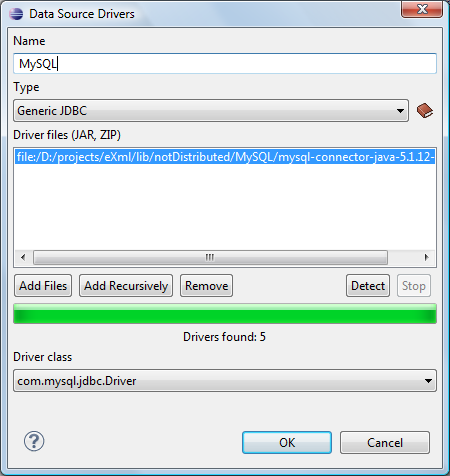 Data Source Drivers
Name
MySQL
Type
Generic JDBC
Driver files (JAR, ZIP)
file:/D:/projects/eXml/lib/notDistributed/MySQL/mysql-connector-java-5.1.12-
Add Files Add Recursively Remove Detect Stop
Drivers found: 5
Driver class
com.mysql.jdbc.Driver
? OK Cancel